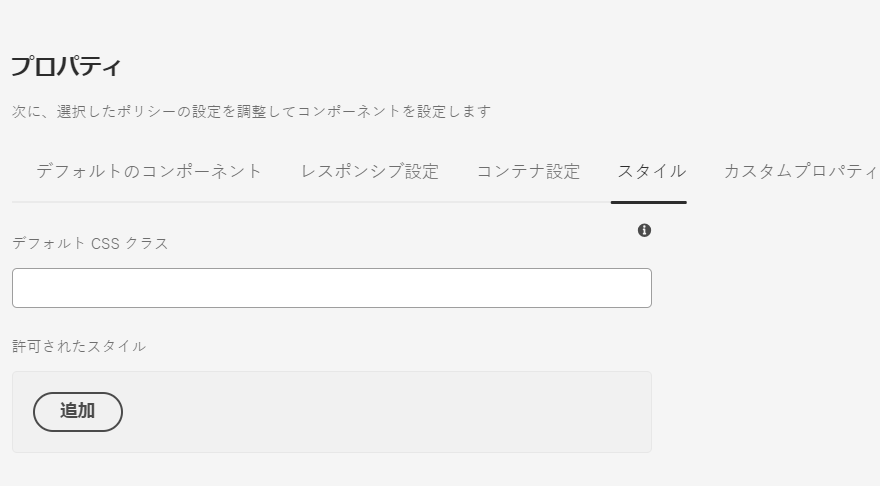 プロパティ
次に、選択したポリシーの設定を調整してコンポーネントを設定します
デフォルトのコンポーネント レスポンシブ設定 コンテナ設定 スタイル カスタムプロパティ
デフォルト CSS クラス
許可されたスタイル
追加